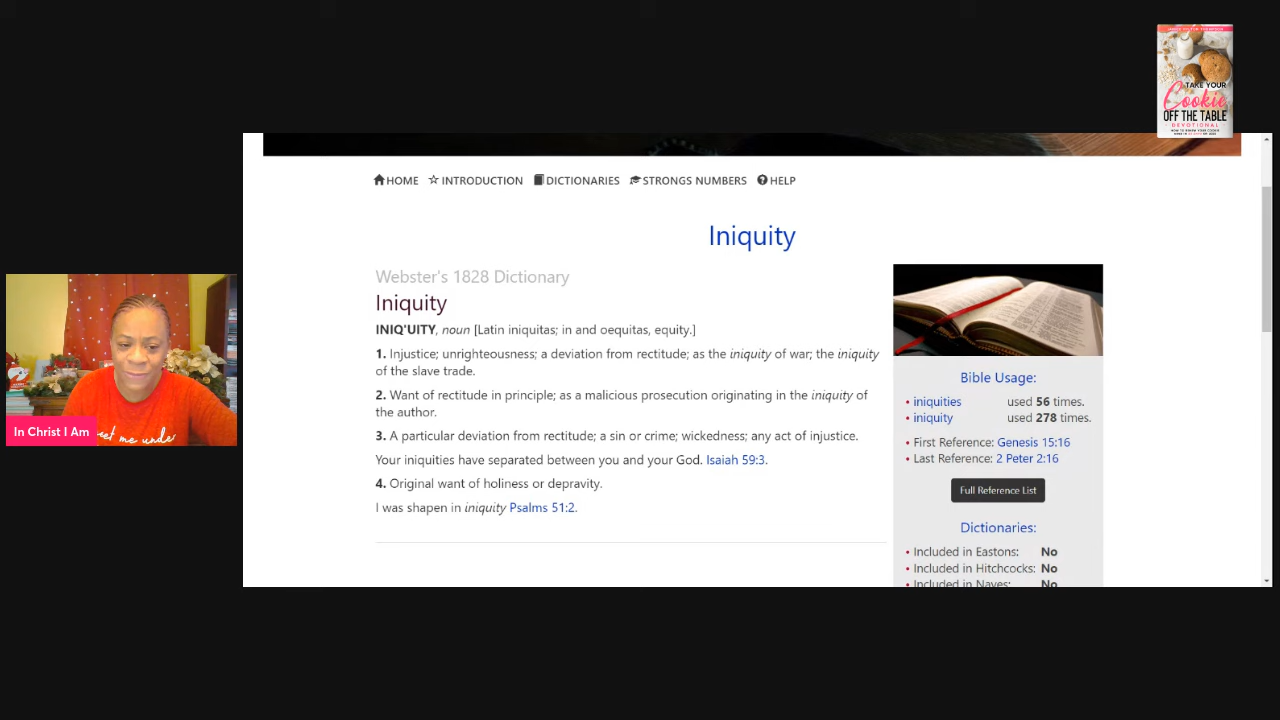 TAKE YOUR
Cookie
OFF THE TABLE
DEVOTIONAL
HOME INTRODUCTION DICTIONARIES STRONGS NUMBERS HELP
Iniquity
Webster's 1828 Dictionary
Iniquity
INIQ'UITY, noun [Latin iniquitas; in and oequitas, equity.]
1. Injustice; unrighteousness; a deviation from rectitude; as the iniquity of war; the iniquity
of the slave trade.
2. Want of rectitude in principle; as a malicious prosecution originating in the iniquity of
the author.
3. A particular deviation from rectitude; a sin or crime; wickedness; any act of injustice.
Your iniquities have separated between you and your God. Isaiah 59:3.
4. Original want of holiness or depravity.
I was shapen in iniquity Psalms 51:2.
Bible Usage:
• iniquities used 56 times.
• iniquity used 278 times.
• First Reference: Genesis 15:16
• Last Reference: 2 Peter 2:16
Full Reference List
Dictionaries:
• Included in Eastons: No
• Included in Hitchcocks: No
• Included in Naves: No
me unde
In Christ I Am